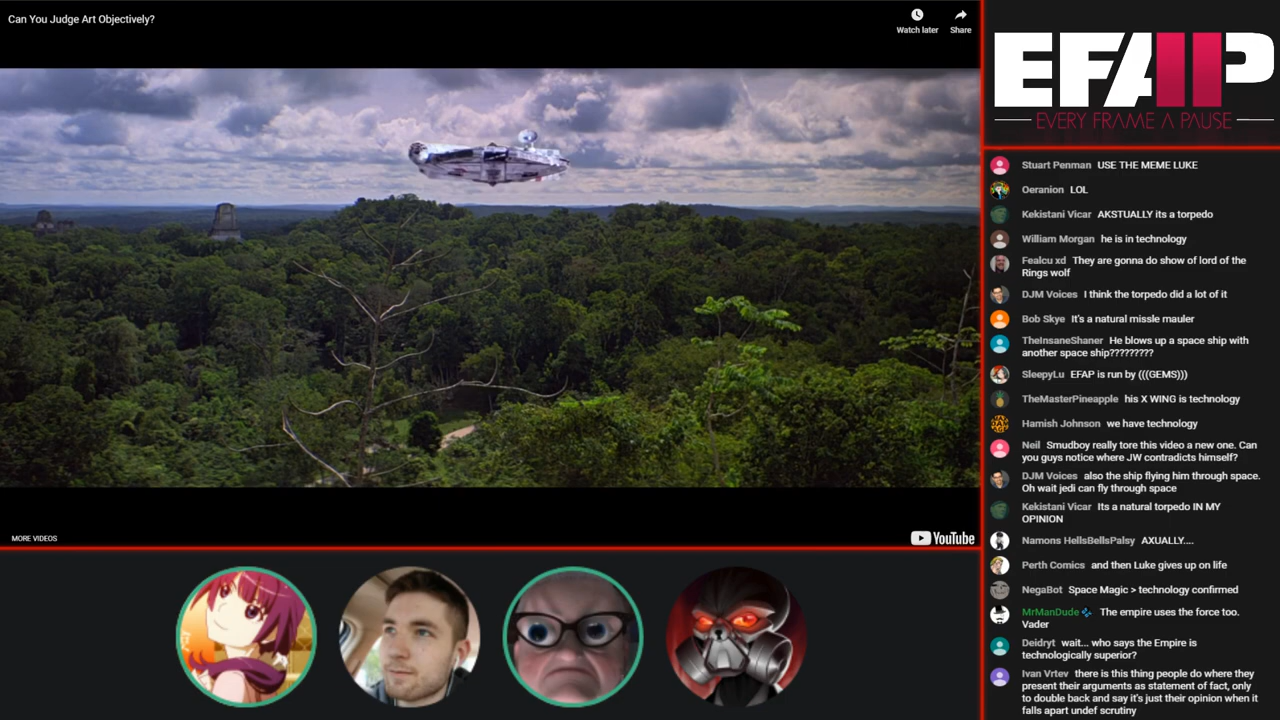 Can You Judge Art Objectively?
Watch later
Share
MORE VIDEOS
YouTube
EFAP
EVERY FRAME A PAUSE
Stuart Penman USE THE MEME LUKE
Oeranion LOL
Kekistani Vicar AKSTUALLY its a torpedo
William Morgan he is in technology
Fealcu xd They are gonna do show of lord of the
Rings wolf
DJM Voices I think the torpedo did a lot of it
Bob Skye It's a natural missle mauler
TheInsaneShaner He blows up a space ship with
another space ship?????????
SleepyLu EFAP is run by (((GEMS)))
TheMasterPineapple his X WING is technology
Hamish Johnson we have technology
Neil Smudboy really tore this video a new one. Can
you guys notice where JW contradicts himself?
DJM Voices also the ship flying him through space.
Oh wait jedi can fly through space
Kekistani Vicar Its a natural torpedo IN MY
OPINION
Namons HellsBellsPalsy AXUALLY....
Perth Comics and then Luke gives up on life
NegaBot Space Magic > technology confirmed
MrManDude The empire uses the force too.
Vader
Deidryt wait... who says the Empire is
technologically superior?
Ivan Vrtev there is this thing people do where they
present their arguments as statement of fact, only
to double back and say it's just their opinion when it
falls apart undef scrutiny